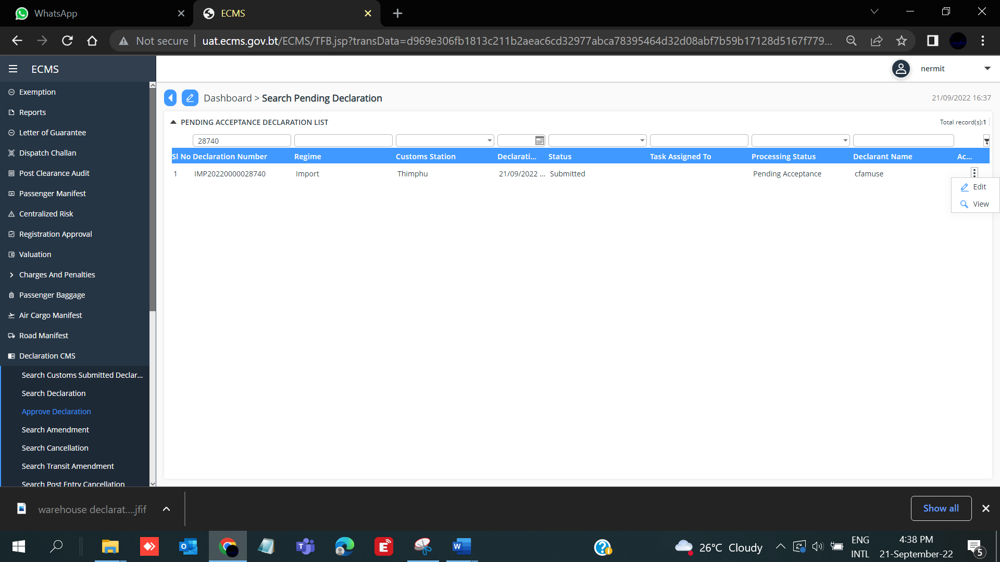 WhatsApp
ECMS
Not secure
uat.ecms.gov.bt/ECMS/TFB.jsp?transData=d969e306fb1813c211b2aeac6cd32977abca78395464d32d08abf7b59b17128d5167f779...
ECMS
nermit
Exemption
Reports
Letter of Guarantee
Dispatch Challan
Post Clearance Audit
Passenger Manifest
Centralized Risk
Registration Approval
Valuation
Charges And Penalties
Passenger Baggage
Air Cargo Manifest
Road Manifest
Declaration CMS
Search Customs Submitted Declar...
Search Declaration
Approve Declaration
Search Amendment
Search Cancellation
Search Transit Amendment
Search Post Entry Cancellation
Dashboard > Search Pending Declaration
21/09/2022 16:37
PENDING ACCEPTANCE DECLARATION LIST
Total record(s):1
28740
Sl No Declaration Number Regime Customs Station Declarati... Status Task Assigned To Processing Status Declarant Name Ac...
1 IMP20220000028740 Import Thimphu 21/09/2022 ... Submitted Pending Acceptance cfamuse
Edit
View
warehouse declarat....jfif
Show all
26°C Cloudy
ENG
INTL
4:38 PM
21-September-22
5